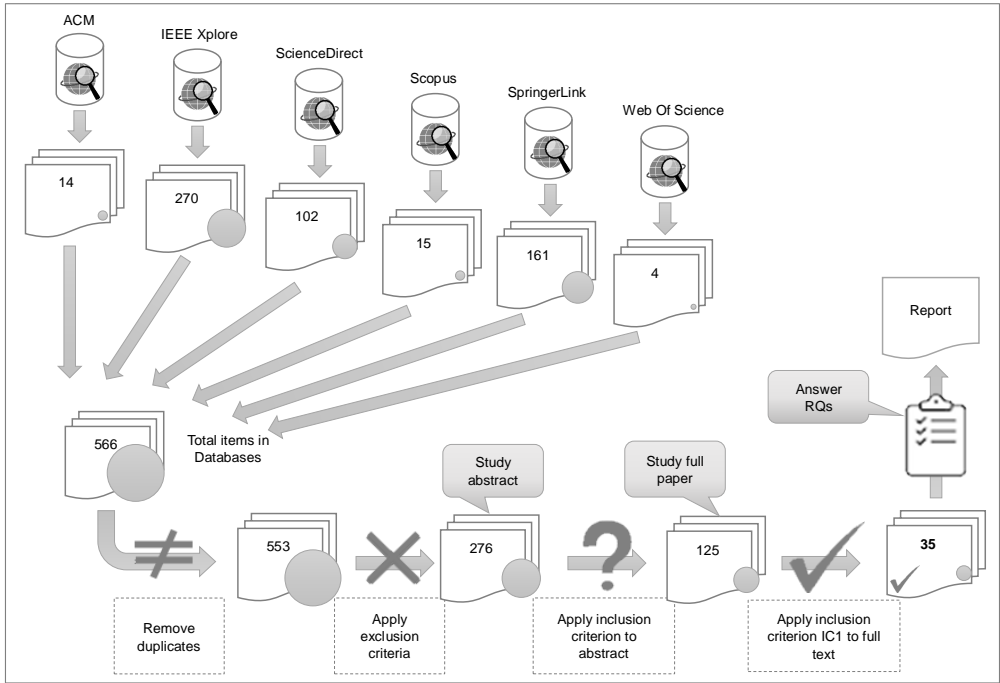 ACM
IEEE Xplore
ScienceDirect
Scopus
SpringerLink
Web Of Science
14
270
102
15
161
4
Report
Answer
RQs
566
Total items in
Databases
Study
abstract
Study full
paper
553
276
125
35
Remove
duplicates
Apply
exclusion
criteria
Apply inclusion
criterion to
abstract
Apply inclusion
criterion IC1 to full
text